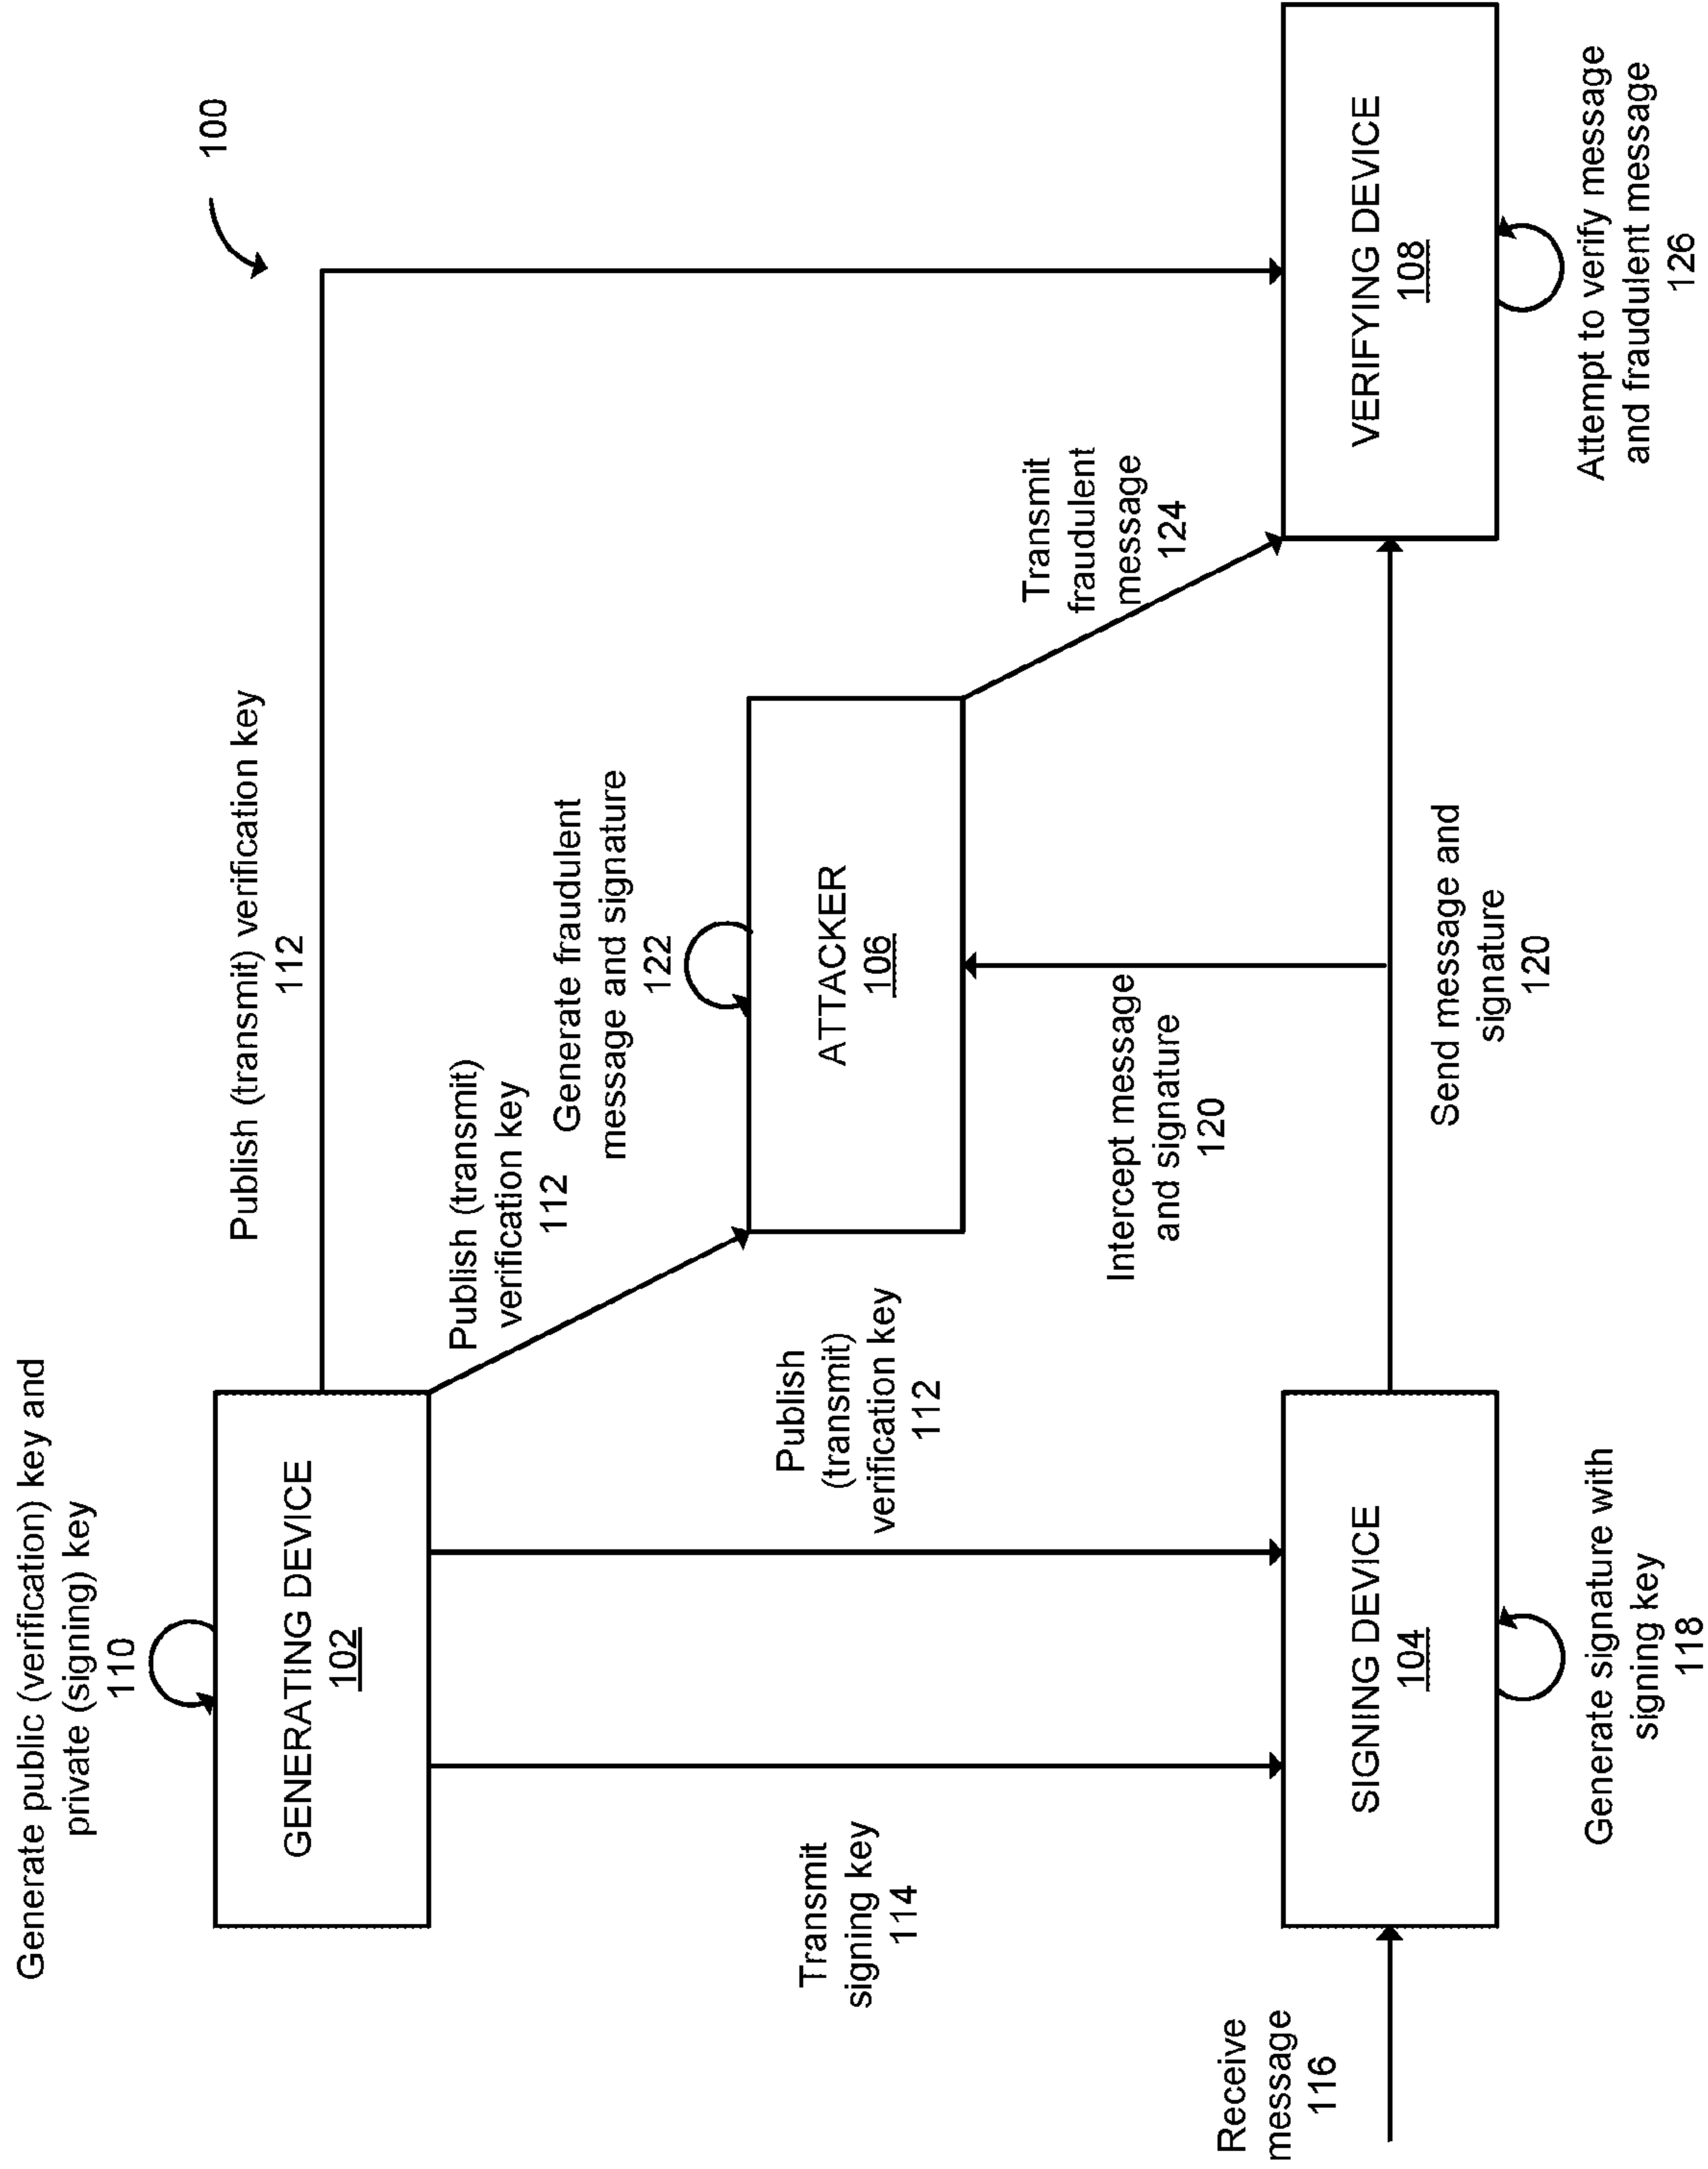 100
Generate public (verification) key and
private (signing) key
110
Publish (transmit) verification key
112
GENERATING DEVICE
102
Publish (transmit)
verification key
112
Generate fraudulent
message and signature
122
Transmit
signing key
114
Publish
(transmit)
verification key
112
ATTACKER
106
Transmit
fraudulent
message
124
Intercept message
and signature
120
Receive
message
116
SIGNING DEVICE
104
Send message and
signature
120
VERIFYING DEVICE
108
Generate signature with
signing key
118
Attempt to verify message
and fraudulent message
126